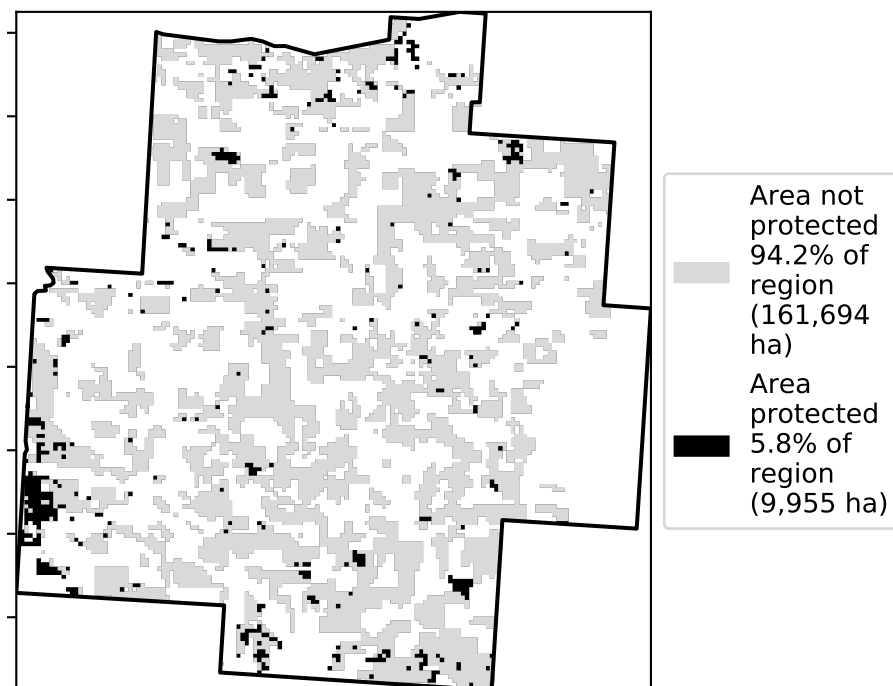 Area not
protected
94.2% of
region
(161,694
ha)
Area
protected
5.8% of
region
(9,955 ha)